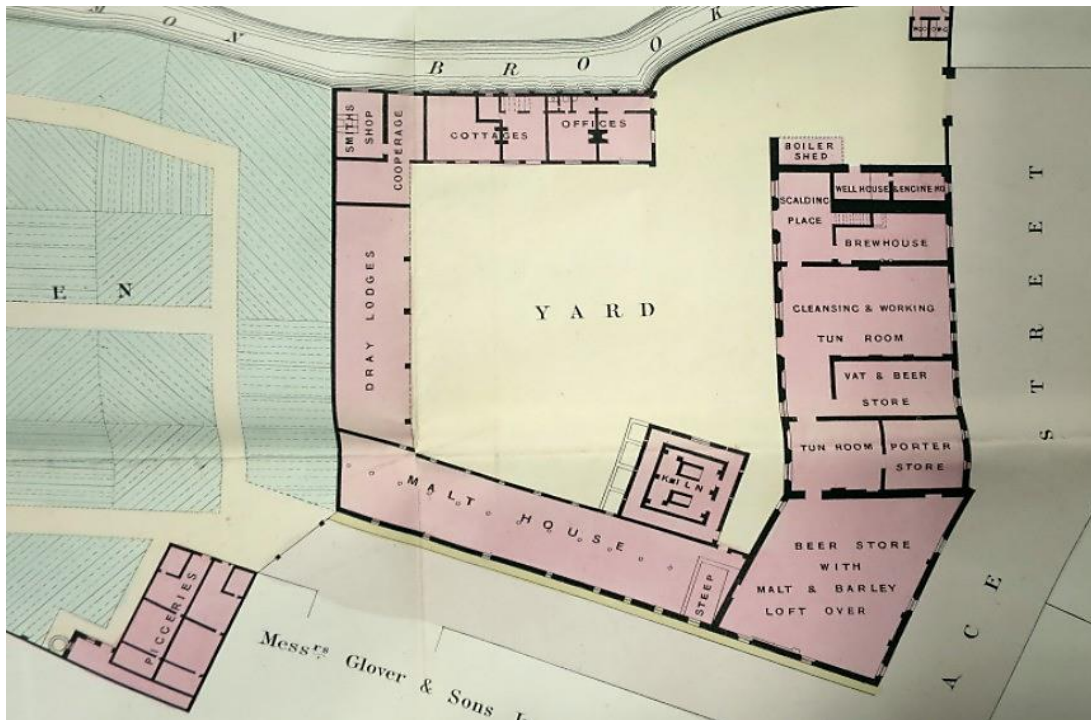 BROOK
SMITHS
SHOP
COOPERAGE
COTTAGES
OFFICES
BOILER
SHED
SCALDING
PLACE
WELL HOUSE
& ENGINE HO.
BREWHOUSE
STREET
DRAY LODGES
YARD
CLEANSING & WORKING
TUN ROOM
VAT & BEER
STORE
TUN ROOM
PORTER
STORE
KILN
MALT HOUSE
STEEP
BEER STORE
WITH
MALT & BARLEY
LOFT OVER
PIGGERIES
Messrs Glover & Sons